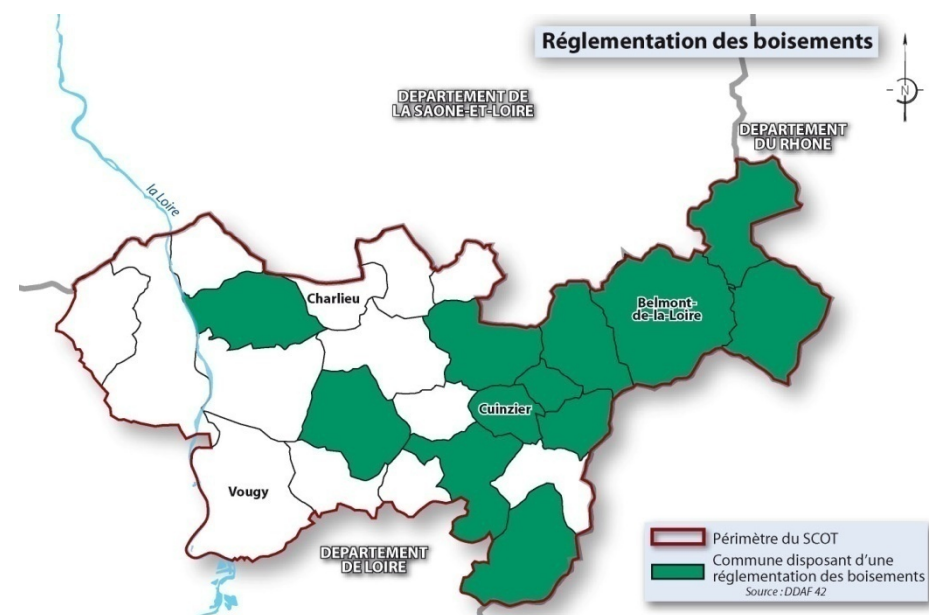 Réglementation des boisements
N
DEPARTEMENT DE
LA SAONE-ET-LOIRE
DEPARTEMENT
DU RHONE
la Loire
Charlieu
Belmont-
de-la-Loire
Cuinzier
Vougy
DEPARTEMENT
DE LOIRE
Périmètre du SCOT
Commune disposant d'une
réglementation des boisements
Source : DDAF 42